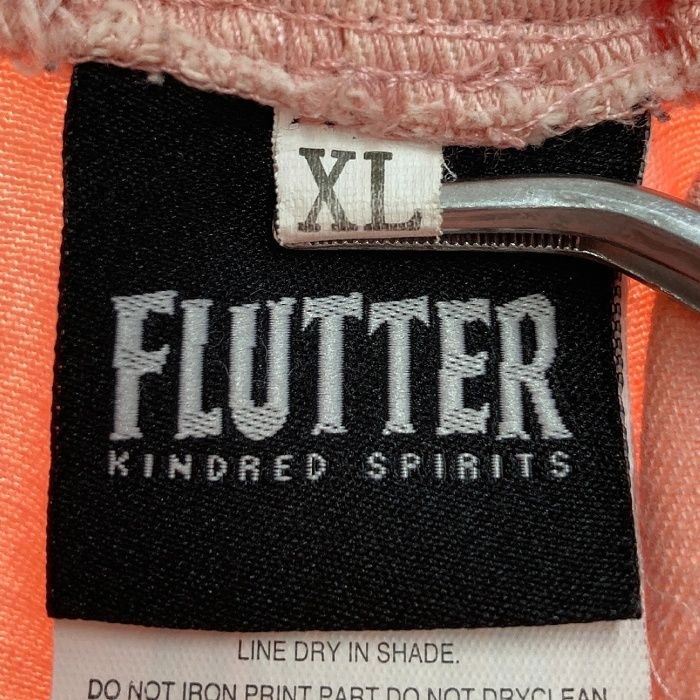 XL
FLUTTER
KINDRED SPIRITS
LINE DRY IN SHADE.
DO NOT IRON PRINT PART DO NOT DRYCLEAN